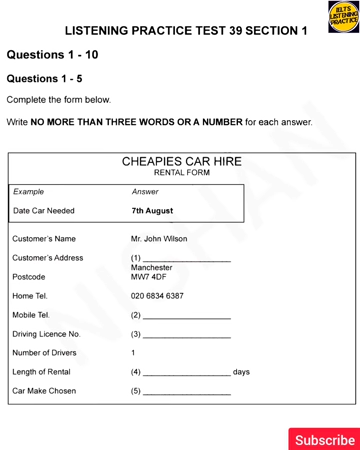 IELTS
LISTENING
PRACTICE
LISTENING PRACTICE TEST 39 SECTION 1
Questions 1 - 10
Questions 1 - 5
Complete the form below.
Write NO MORE THAN THREE WORDS OR A NUMBER for each answer.
CHEAPIES CAR HIRE
RENTAL FORM
Example Answer
Date Car Needed 7th August
Customer's Name Mr. John Wilson
Customer's Address (1) ____________________
Manchester
Postcode MW7 4DF
Home Tel. 020 6834 6387
Mobile Tel. (2) ____________________
Driving Licence No. (3) ____________________
Number of Drivers 1
Length of Rental (4) ____________________ days
Car Make Chosen (5) ____________________
Subscribe